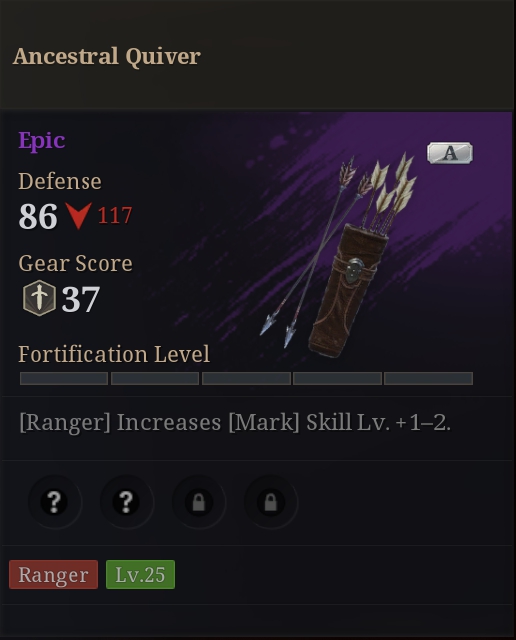 Ancestral Quiver
Epic
A
Defense
86 117
Gear Score
37
Fortification Level
[Ranger] Increases [Mark] Skill Lv. +1–2.
? ?
Ranger Lv.25